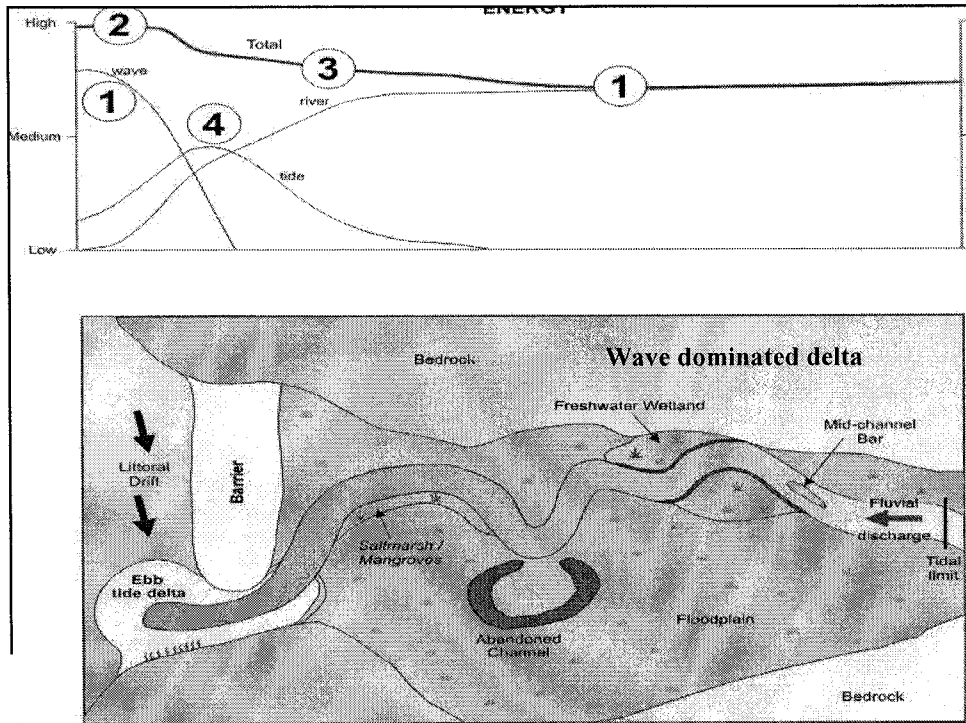 ENERGY
High
2
Total
wave
3
1
river
1
4
Medium
tide
Low
Bedrock
Wave dominated delta
Freshwater Wetland
Mid-channel
Bar
Littoral
Drift
Barrier
Fluvial
discharge
Saltmarsh /
Mangroves
Tidal
limit
Ebb
tide delta
Floodplain
Abandoned
Channel
Bedrock